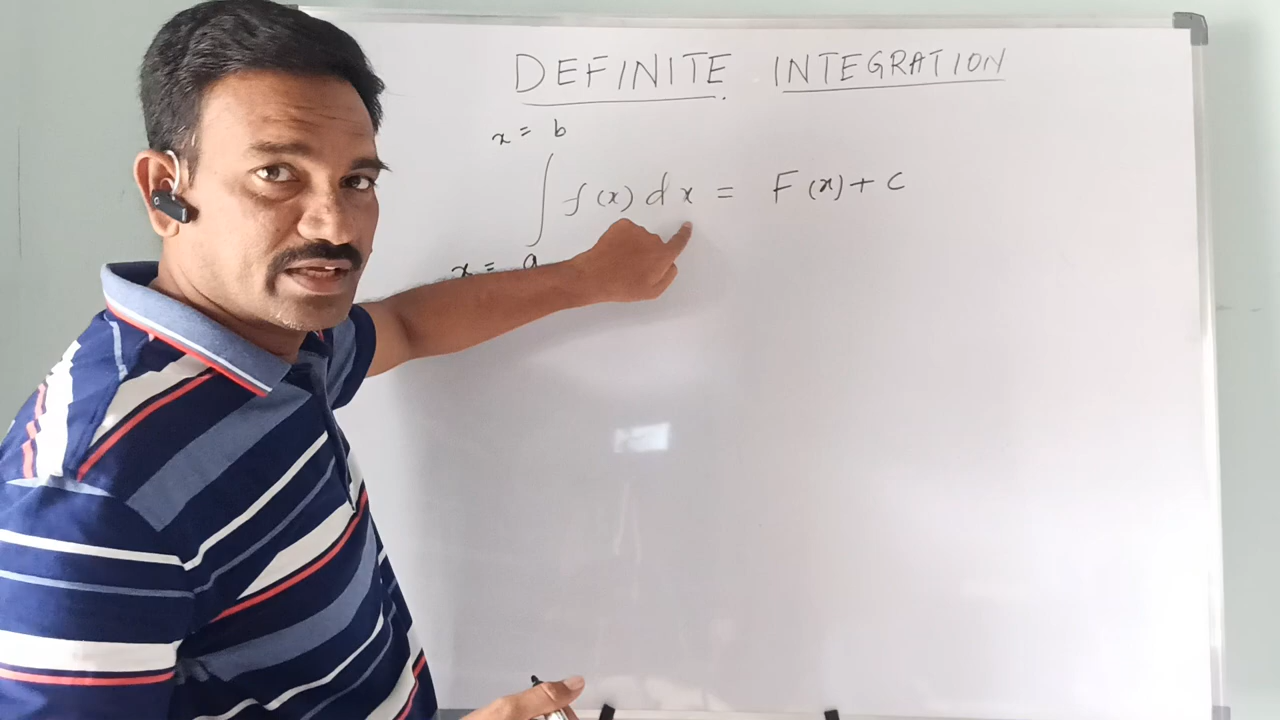 DEFINITE INTEGRATION
x = b
∫ f(x) dx = F(x) + c
x = a